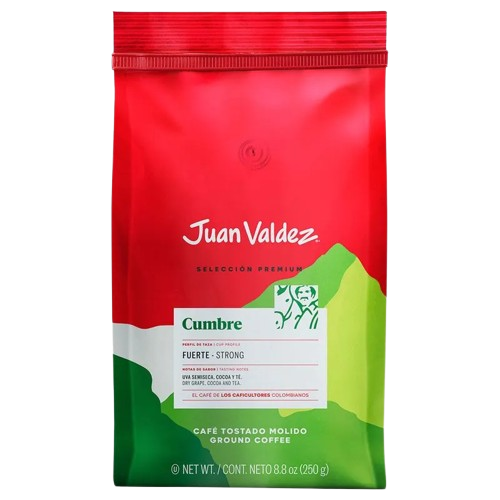 Juan Valdez
SELECCIÓN PREMIUM
Cumbre
PERFIL DE TAZA / CUP PROFILE
FUERTE - STRONG
NOTAS DE SABOR / TASTING NOTES
UVA SEMISECA, COCOA Y TÉ.
DRY GRAPE, COCOA AND TEA.
EL CAFÉ DE LOS CAFICULTORES COLOMBIANOS
CAFÉ TOSTADO MOLIDO
GROUND COFFEE
NET WT. / CONT. NETO 8.8 oz (250 g)